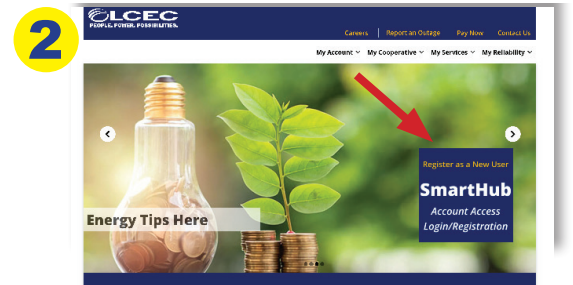 2
LCEC
PEOPLE. POWER. POSSIBILITIES.
Careers | Report an Outage Pay Now Contact Us
My Account My Cooperative My Services My Reliability
Register as a New User
SmartHub
Account Access
Login/Registration
Energy Tips Here